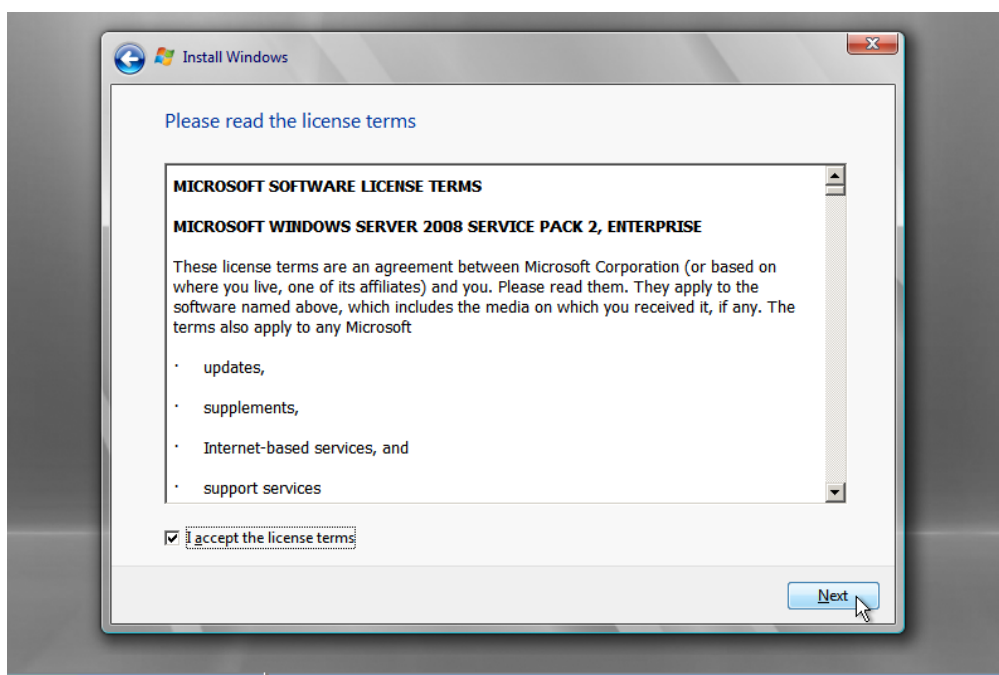 Install Windows
Please read the license terms
MICROSOFT SOFTWARE LICENSE TERMS
MICROSOFT WINDOWS SERVER 2008 SERVICE PACK 2, ENTERPRISE
These license terms are an agreement between Microsoft Corporation (or based on
where you live, one of its affiliates) and you. Please read them. They apply to the
software named above, which includes the media on which you received it, if any. The
terms also apply to any Microsoft
· updates,
· supplements,
· Internet-based services, and
· support services
I accept the license terms
Next